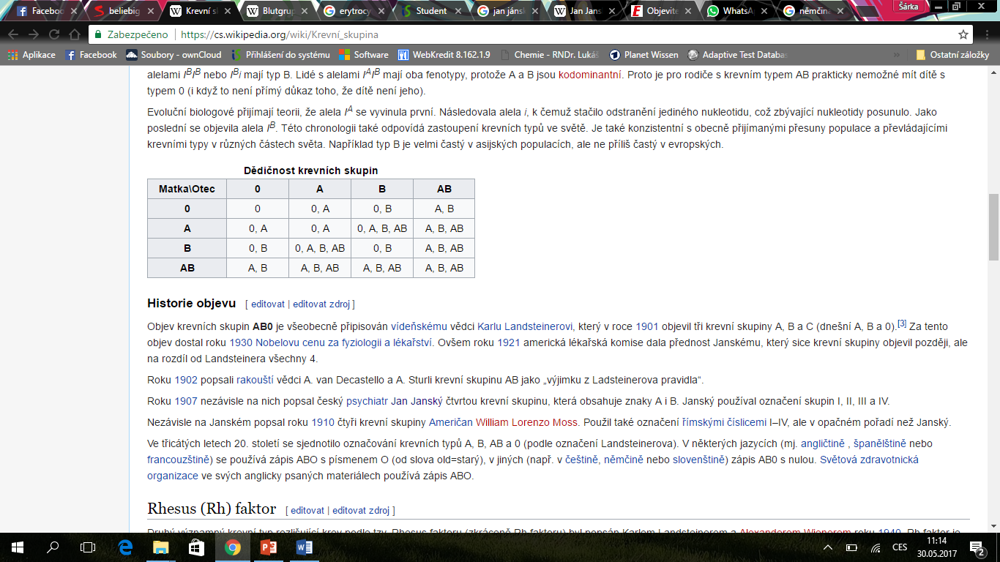 Facebook
beliebig
Krevní sk
Blutgrup
erytrocy
Student
jan jánsk
Jan Jans
Objevite
WhatsA
němčina
Šárka
Zabezpečeno
https://cs.wikipedia.org/wiki/Krevní_skupina
Aplikace Facebook Soubory - ownCloud Přihlášení do systému Software WebKredit 8.162.1.9 Chemie - RNDr. Lukáš Planet Wissen Adaptive Test Databa » Ostatní záložky
alelami IBIB nebo IBi mají typ B. Lidé s alelami IAIB mají oba fenotypy, protože A a B jsou kodominantní. Proto je pro rodiče s krevním typem AB prakticky nemožné mít dítě s
typem 0 (i když to není přímý důkaz toho, že dítě není jeho).
Evoluční biologové přijímají teorii, že alela IA se vyvinula první. Následovala alela i, k čemuž stačilo odstranění jediného nukleotidu, což zbývající nukleotidy posunulo. Jako
poslední se objevila alela IB. Této chronologii také odpovídá zastoupení krevních typů ve světě. Je také konzistentní s obecně přijímanými přesuny populace a převládajícími
krevními typy v různých částech světa. Například typ B je velmi častý v asijských populacích, ale ne příliš častý v evropských.
Dědičnost krevních skupin
Matka\Otec 0 A B AB
0 0 0, A 0, B A, B
A 0, A 0, A 0, A, B, AB A, B, AB
B 0, B 0, A, B, AB 0, B A, B, AB
AB A, B A, B, AB A, B, AB A, B, AB
Historie objevu [ editovat | editovat zdroj ]
Objev krevních skupin AB0 je všeobecně připisován vídeňskému vědci Karlu Landsteinerovi, který v roce 1901 objevil tři krevní skupiny A, B a C (dnešní A, B a 0).[3] Za tento
objev dostal roku 1930 Nobelovu cenu za fyziologii a lékařství. Ovšem roku 1921 americká lékařská komise dala přednost Janskému, který sice krevní skupiny objevil později, ale
na rozdíl od Landsteinera všechny 4.
Roku 1902 popsali rakouští vědci A. van Decastello a A. Sturli krevní skupinu AB jako „výjimku z Ladsteinerova pravidla“.
Roku 1907 nezávisle na nich popsal český psychiatr Jan Janský čtvrtou krevní skupinu, která obsahuje znaky A i B. Janský používal označení skupin I, II, III a IV.
Nezávisle na Janském popsal roku 1910 čtyři krevní skupiny Američan William Lorenzo Moss. Použil také označení římskými číslicemi I–IV, ale v opačném pořadí než Janský.
Ve třicátých letech 20. století se sjednotilo označování krevních typů A, B, AB a 0 (podle označení Landsteinerova). V některých jazycích (mj. angličtině , španělštině nebo
francouzštině) se používá zápis ABO s písmenem O (od slova old=starý), v jiných (např. v češtině, němčině nebo slovenštině) zápis AB0 s nulou. Světová zdravotnická
organizace ve svých anglicky psaných materiálech používá zápis ABO.
Rhesus (Rh) faktor [ editovat | editovat zdroj ]
Druhý významný krevní typ rozlišující krev podle tzv. Rhesus faktoru (zkráceně Rh faktoru) byl popsán Karlem Landsteinerem a Alexanderem Wienerem roku 1940. Rh faktor je
CES
11:14
30.05.2017
2